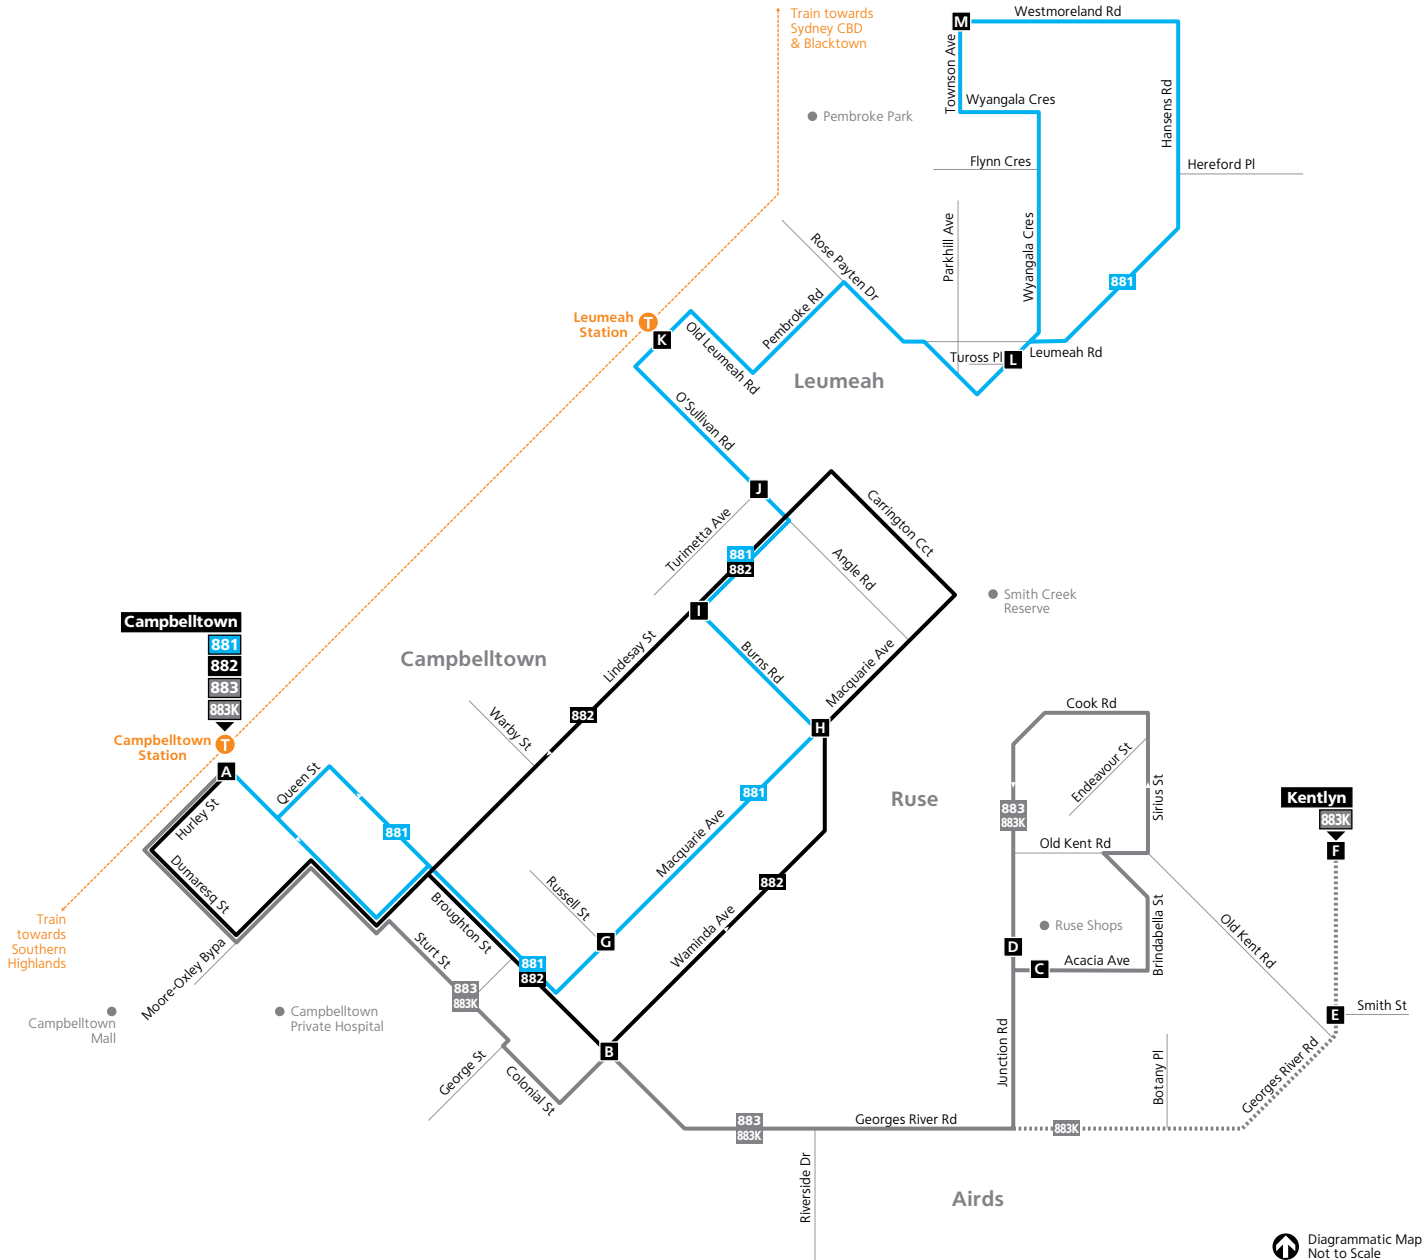 Train towards
Sydney CBD
& Blacktown
M
Westmoreland Rd
Townson Ave
Wyangala Cres
Hansens Rd
Pembroke Park
Flynn Cres
Hereford Pl
Parkhill Ave
Wyangala Cres
Rose Payten Dr
881
Pembroke Rd
Leumeah
Station
T
K
Old Leumeah Rd
Tuross Pl
L
Leumeah Rd
Leumeah
O'Sullivan Rd
J
Carrington Cct
Turimetta Ave
881
882
Angle Rd
Smith Creek
Reserve
I
Campbelltown
881
882
883
883K
Campbelltown
Lindesay St
Burns Rd
Macquarie Ave
Warby St
882
H
Cook Rd
Campbelltown
Station
T
A
Queen St
Endeavour St
Sirius St
Ruse
881
Kentlyn
883K
F
Hurley St
881
883
883K
Old Kent Rd
Macquarie Ave
Dumaresq St
Russell St
882
Broughton St
Waminda Ave
Ruse Shops
Brindabella St
Old Kent Rd
Train
towards
Southern
Highlands
Sturt St
G
D
C
Acacia Ave
Moore-Oxley Bypa
881
882
883
883K
Campbelltown
Mall
Campbelltown
Private Hospital
E
Smith St
B
Junction Rd
Botany Pl
Georges River Rd
George St
Colonial St
883
883K
Georges River Rd
883K
Riverside Dr
Airds
Diagrammatic Map
Not to Scale